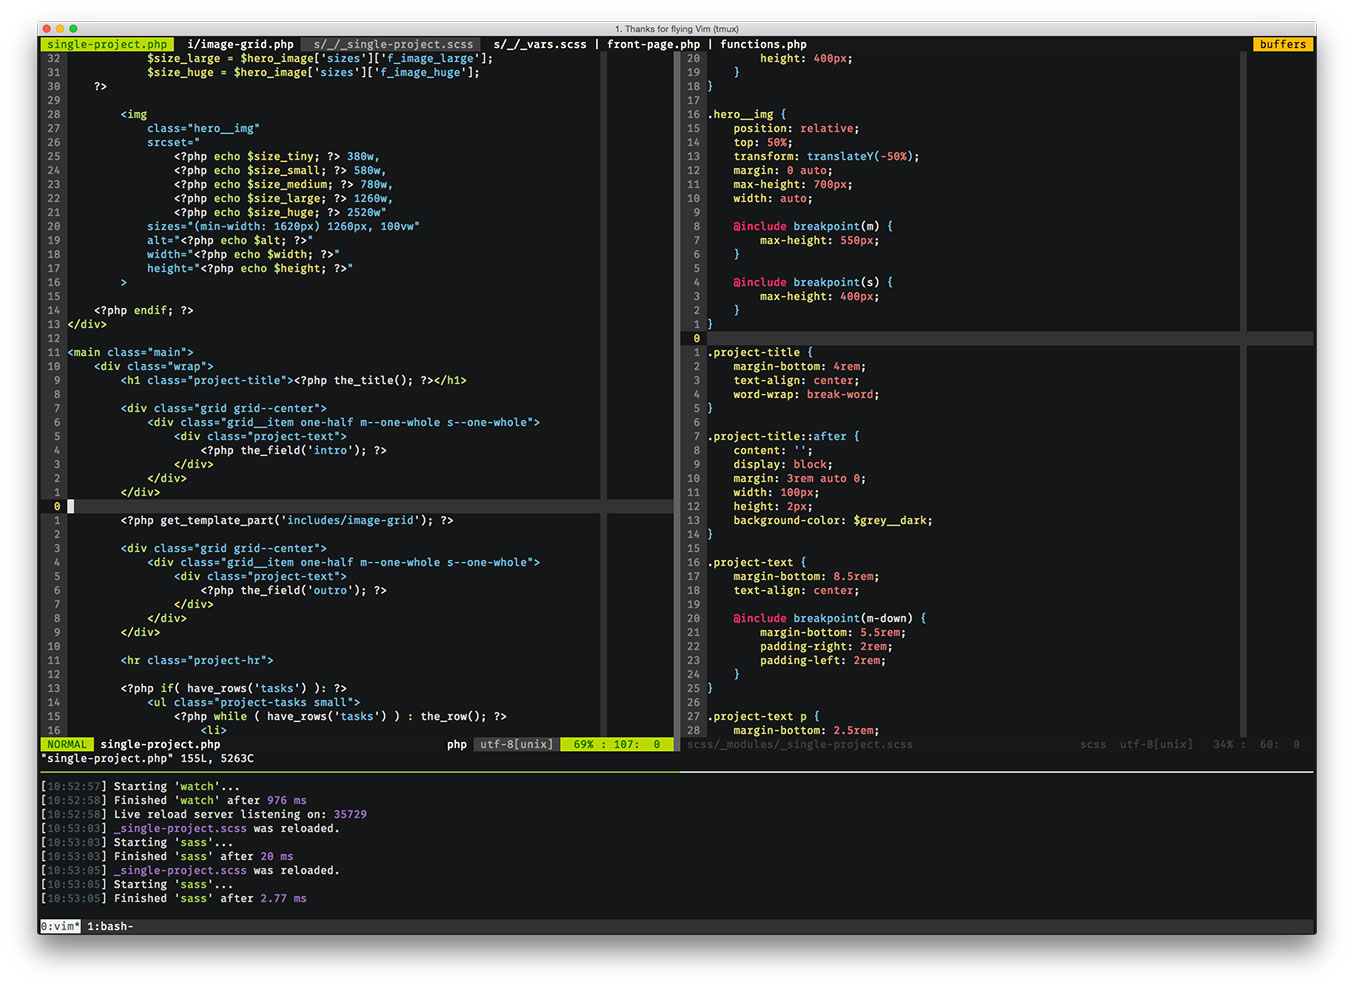 1. Thanks for flying Vim (tmux)
single-project.php i/image-grid.php s/_/_single-project.scss s/_/_vars.scss | front-page.php | functions.php buffers
32 $size_large = $hero_image['sizes']['f_image_large'];
31 $size_huge = $hero_image['sizes']['f_image_huge'];
30 ?>
29
28 <img
27 class="hero__img"
26 srcset="
25 <?php echo $size_tiny; ?> 380w,
24 <?php echo $size_small; ?> 580w,
23 <?php echo $size_medium; ?> 780w,
22 <?php echo $size_large; ?> 1260w,
21 <?php echo $size_huge; ?> 2520w"
20 sizes="(min-width: 1620px) 1260px, 100vw"
19 alt="<?php echo $alt; ?>"
18 width="<?php echo $width; ?>"
17 height="<?php echo $height; ?>"
16 >
15
14 <?php endif; ?>
13 </div>
12
11 <main class="main">
10 <div class="wrap">
9 <h1 class="project-title"><?php the_title(); ?></h1>
8
7 <div class="grid grid--center">
6 <div class="grid__item one-half m--one-whole s--one-whole">
5 <div class="project-text">
4 <?php the_field('intro'); ?>
3 </div>
2 </div>
1 </div>
0
1 <?php get_template_part('includes/image-grid'); ?>
2
3 <div class="grid grid--center">
4 <div class="grid__item one-half m--one-whole s--one-whole">
5 <div class="project-text">
6 <?php the_field('outro'); ?>
7 </div>
8 </div>
9 </div>
10
11 <hr class="project-hr">
12
13 <?php if( have_rows('tasks') ): ?>
14 <ul class="project-tasks small">
15 <?php while ( have_rows('tasks') ) : the_row(); ?>
16 <li>
NORMAL single-project.php php utf-8[unix] 69% : 107: 0
"single-project.php" 155L, 5263C
20 height: 400px;
19 }
18 }
17
16 .hero__img {
15 position: relative;
14 top: 50%;
13 transform: translateY(-50%);
12 margin: 0 auto;
11 max-height: 700px;
10 width: auto;
9
8 @include breakpoint(m) {
7 max-height: 550px;
6 }
5
4 @include breakpoint(s) {
3 max-height: 400px;
2 }
1 }
0
1 .project-title {
2 margin-bottom: 4rem;
3 text-align: center;
4 word-wrap: break-word;
5 }
6
7 .project-title::after {
8 content: '';
9 display: block;
10 margin: 3rem auto 0;
11 width: 100px;
12 height: 2px;
13 background-color: $grey__dark;
14 }
15
16 .project-text {
17 margin-bottom: 8.5rem;
18 text-align: center;
19
20 @include breakpoint(m-down) {
21 margin-bottom: 5.5rem;
22 padding-right: 2rem;
23 padding-left: 2rem;
24 }
25 }
26
27 .project-text p {
28 margin-bottom: 2.5rem;
scss/_modules/_single-project.scss scss utf-8[unix] 34% : 60: 0
[10:52:57] Starting 'watch'...
[10:52:58] Finished 'watch' after 976 ms
[10:52:58] Live reload server listening on: 35729
[10:53:03] _single-project.scss was reloaded.
[10:53:03] Starting 'sass'...
[10:53:03] Finished 'sass' after 20 ms
[10:53:05] _single-project.scss was reloaded.
[10:53:05] Starting 'sass'...
[10:53:05] Finished 'sass' after 2.77 ms
0:vim* 1:bash-